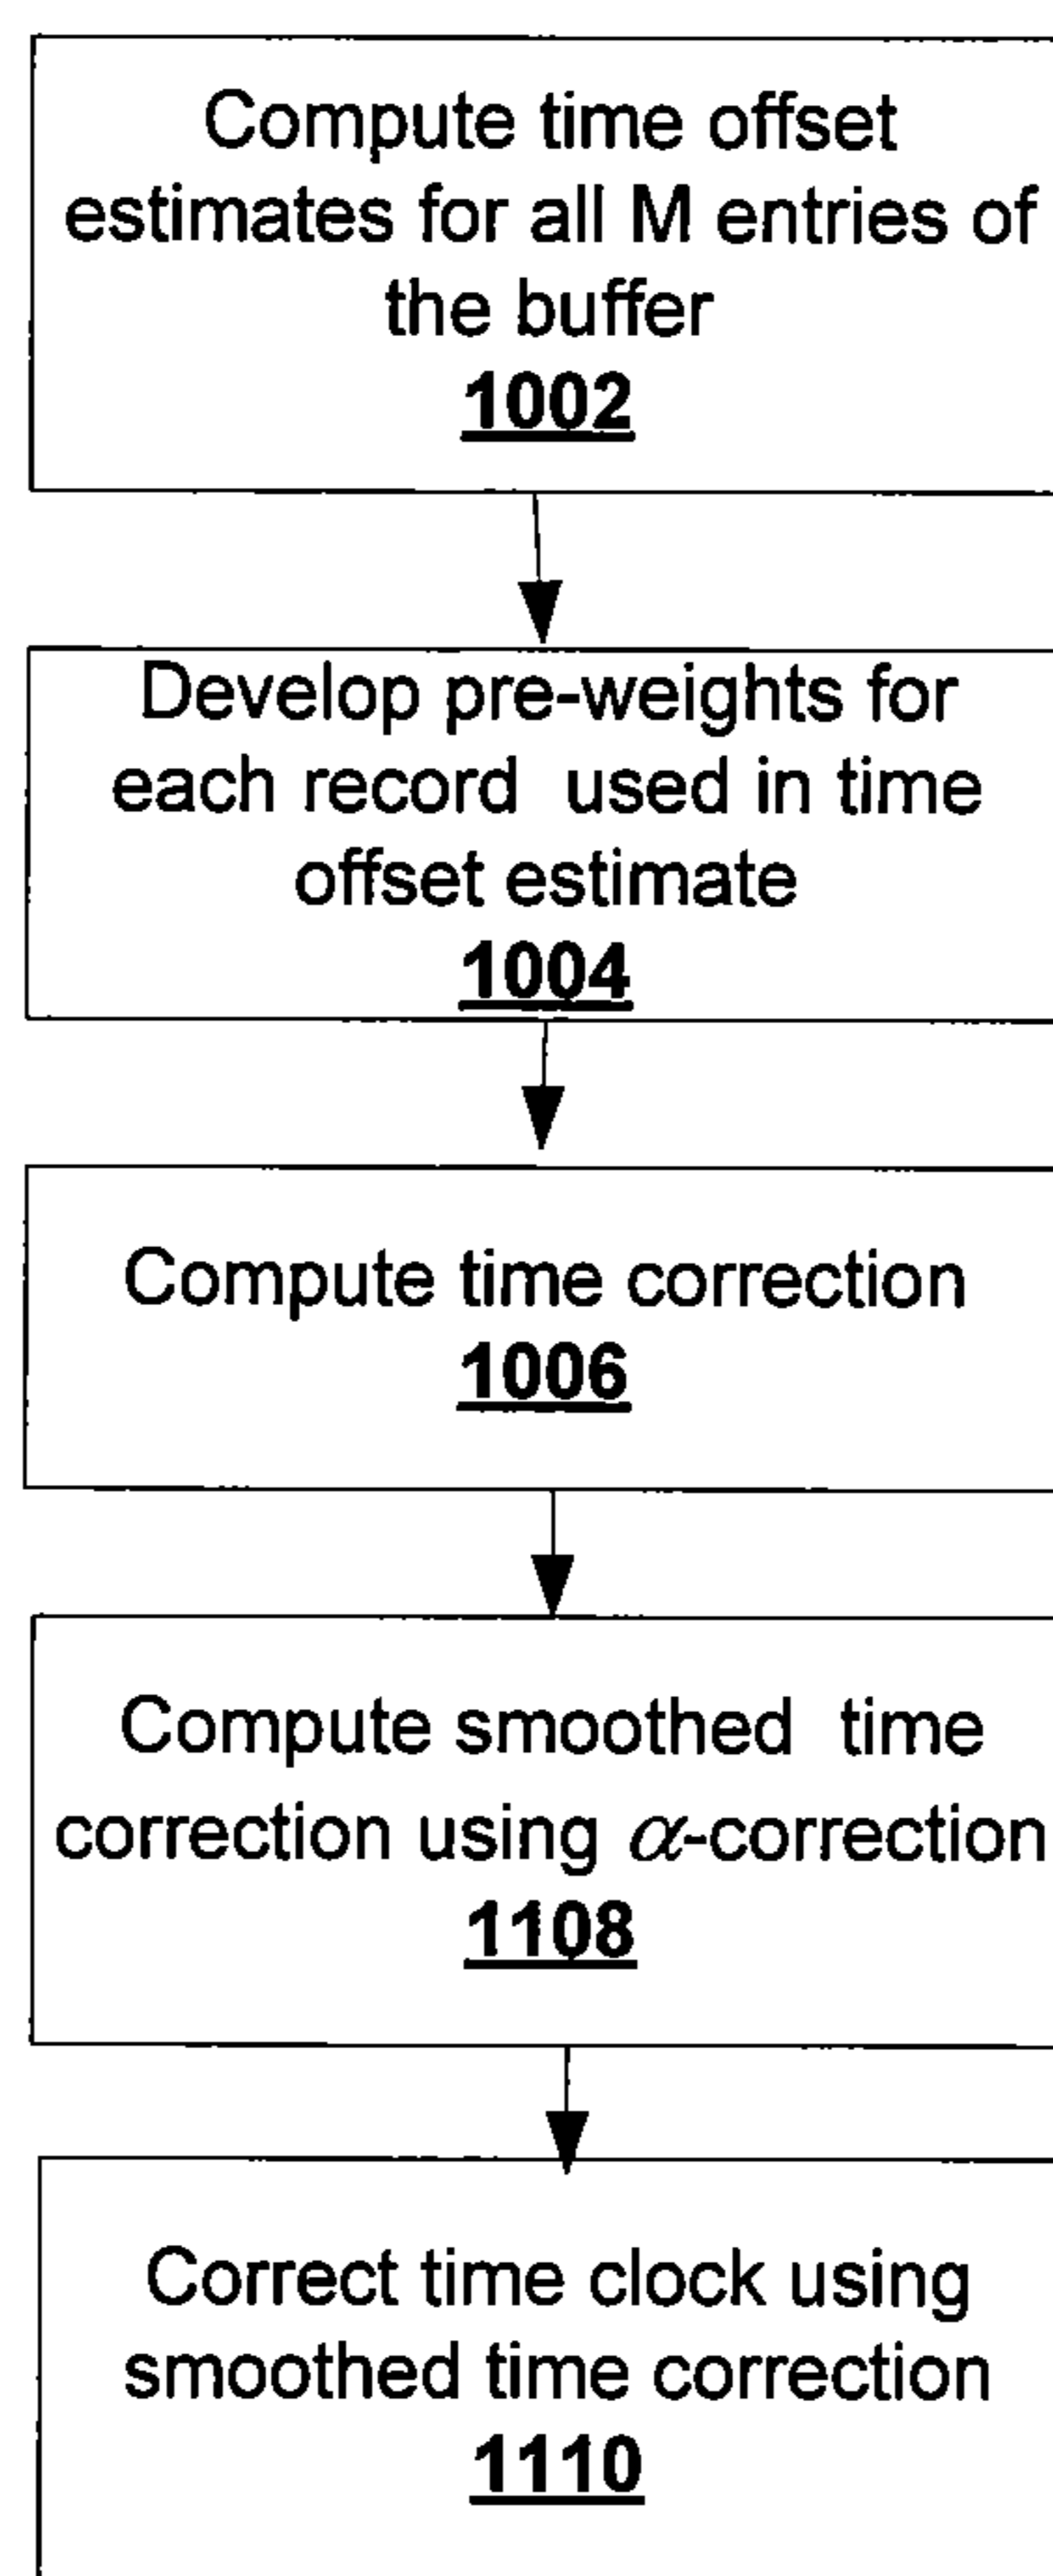 Compute time offset
estimates for all M entries of
the buffer
1002
Develop pre-weights for
each record used in time
offset estimate
1004
Compute time correction
1006
Compute smoothed time
correction using α-correction
1108
Correct time clock using
smoothed time correction
1110